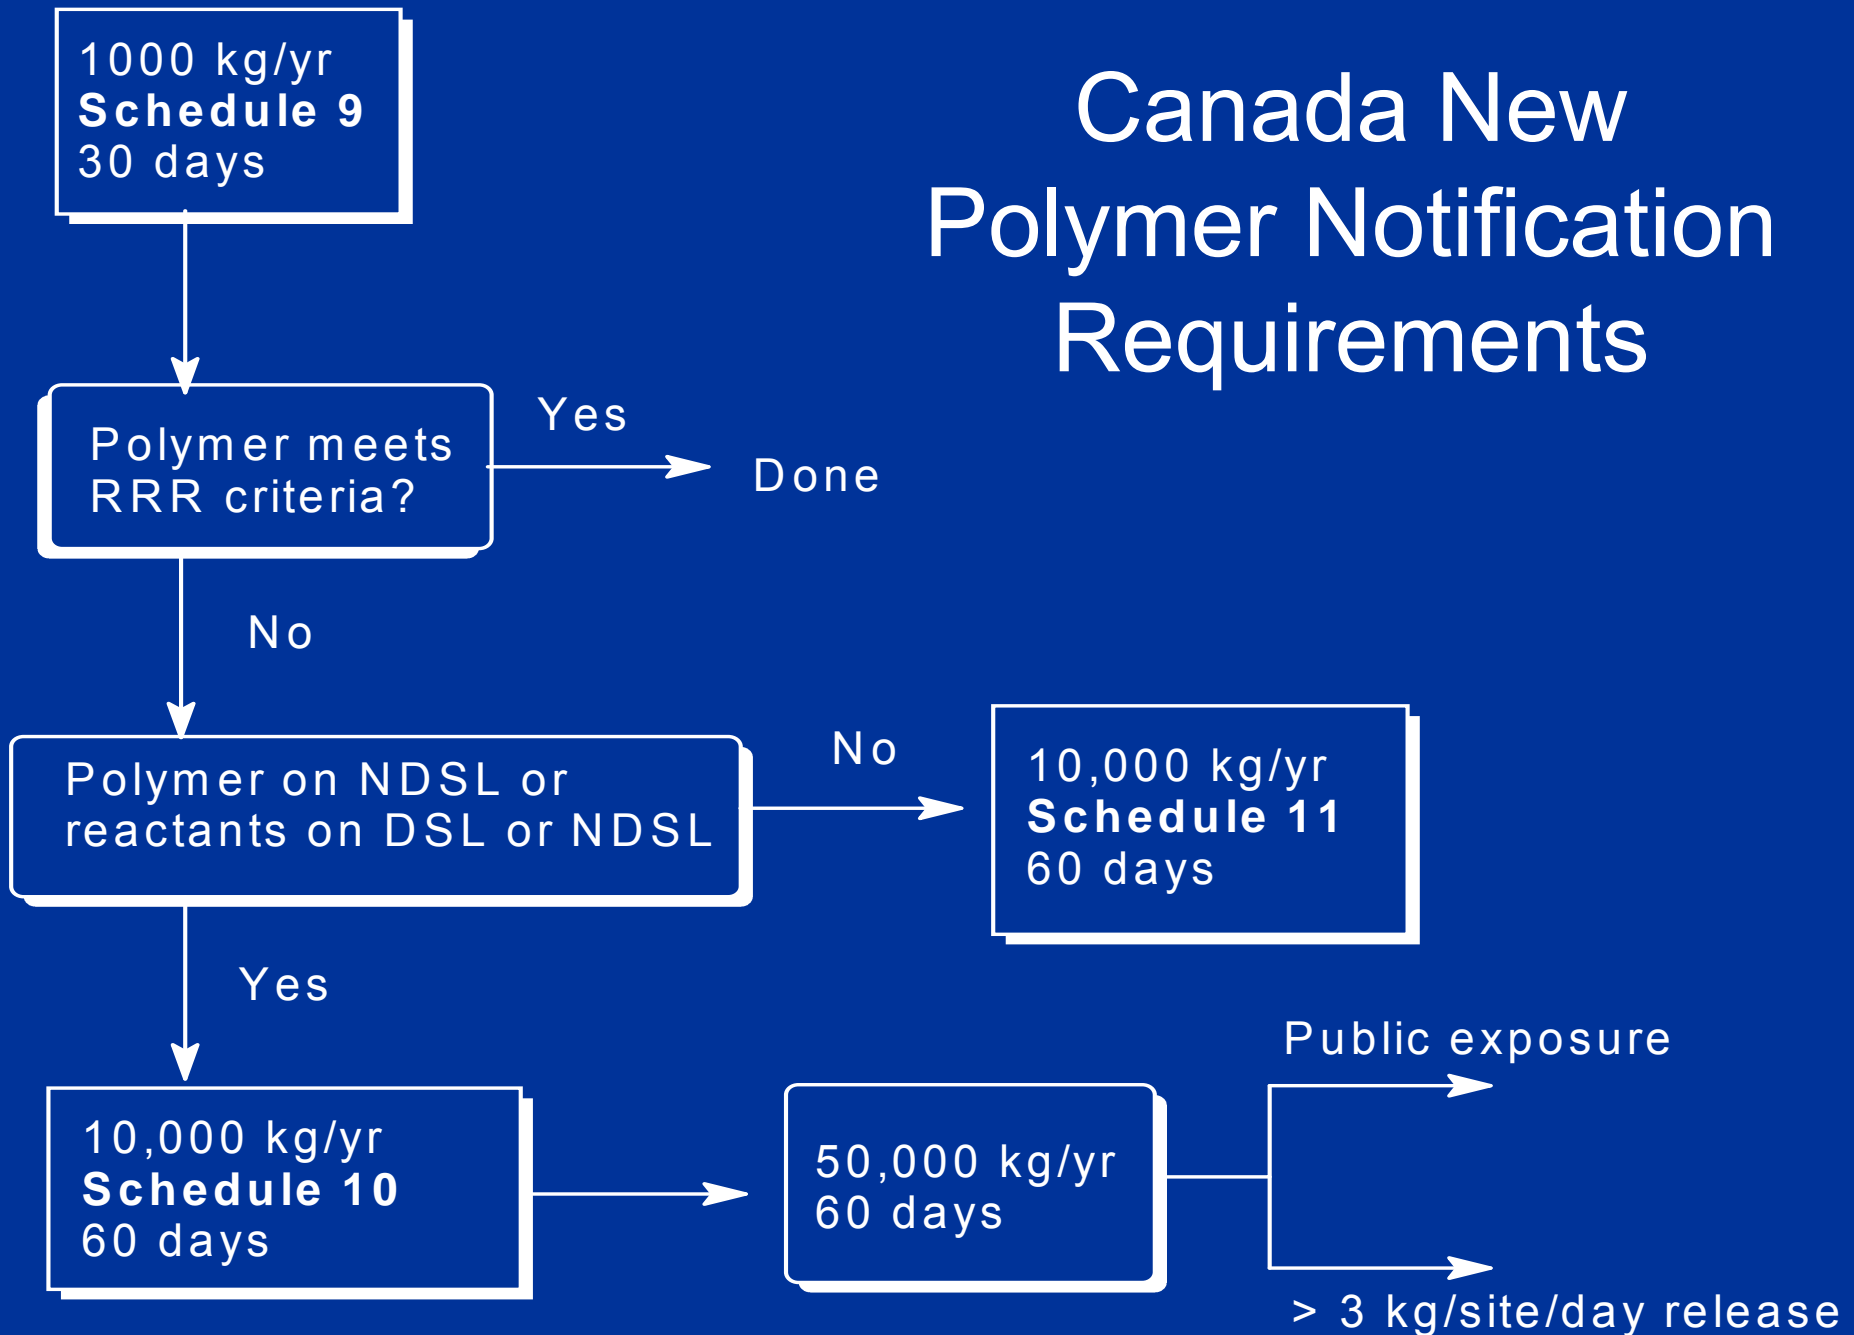 Canada New
Polymer Notification
Requirements
1000 kg/yr
Schedule 9
30 days
Polymer meets
RRR criteria?
Yes
Done
No
Polymer on NDSL or
reactants on DSL or NDSL
No
10,000 kg/yr
Schedule 11
60 days
Yes
10,000 kg/yr
Schedule 10
60 days
50,000 kg/yr
60 days
Public exposure
> 3 kg/site/day release